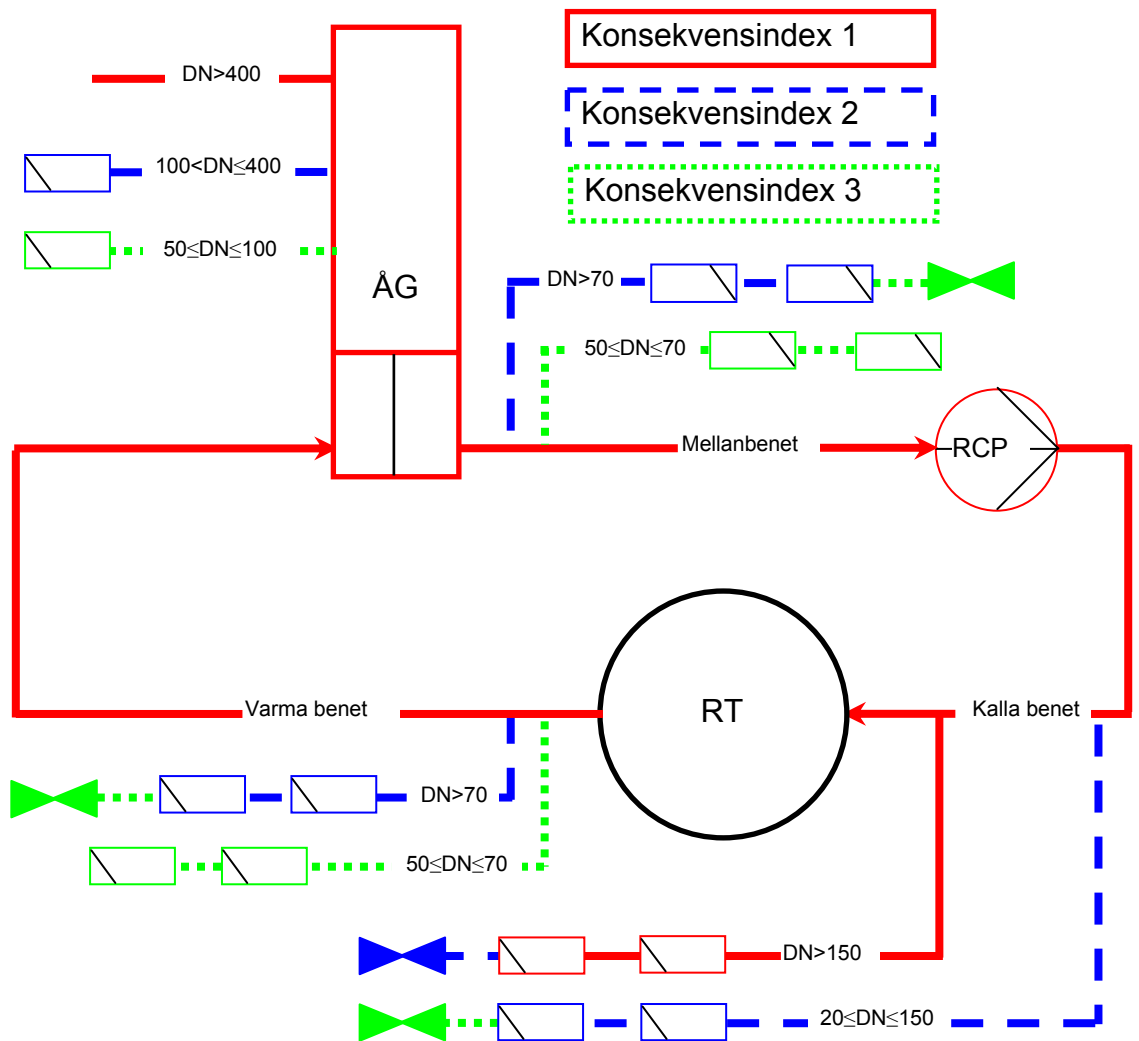 Konsekvensindex 1
DN>400
Konsekvensindex 2
100<DN≤400
Konsekvensindex 3
50≤DN≤100
DN>70
ÅG
50≤DN≤70
Mellanbenet
RCP
Varma benet
RT
Kalla benet
DN>70
50≤DN≤70
DN>150
20≤DN≤150